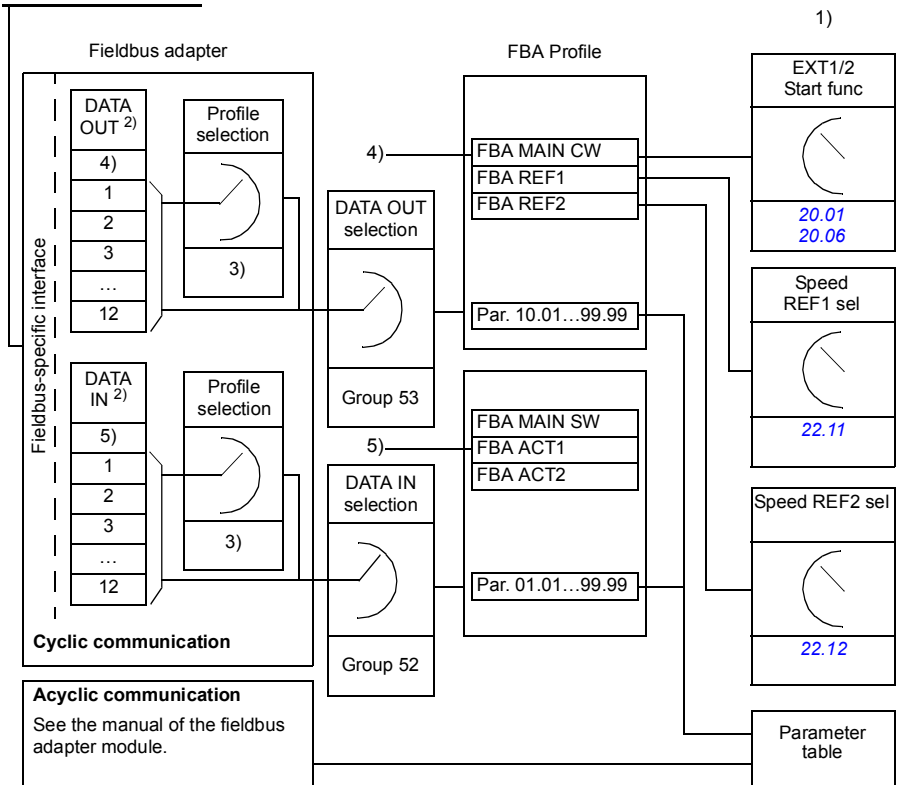 1)
Fieldbus adapter
FBA Profile
Fieldbus-specific interface
DATA
OUT 2)
4)
1
2
3
…
12
Profile
selection
3)
DATA
IN 2)
5)
1
2
3
…
12
Profile
selection
3)
Cyclic communication
4)
DATA OUT
selection
Group 53
5)
DATA IN
selection
Group 52
FBA MAIN CW
FBA REF1
FBA REF2
Par. 10.01…99.99
FBA MAIN SW
FBA ACT1
FBA ACT2
Par. 01.01…99.99
EXT1/2
Start func
20.01
20.06
Speed
REF1 sel
22.11
Speed REF2 sel
22.12
Acyclic communication
See the manual of the fieldbus
adapter module.
Parameter
table